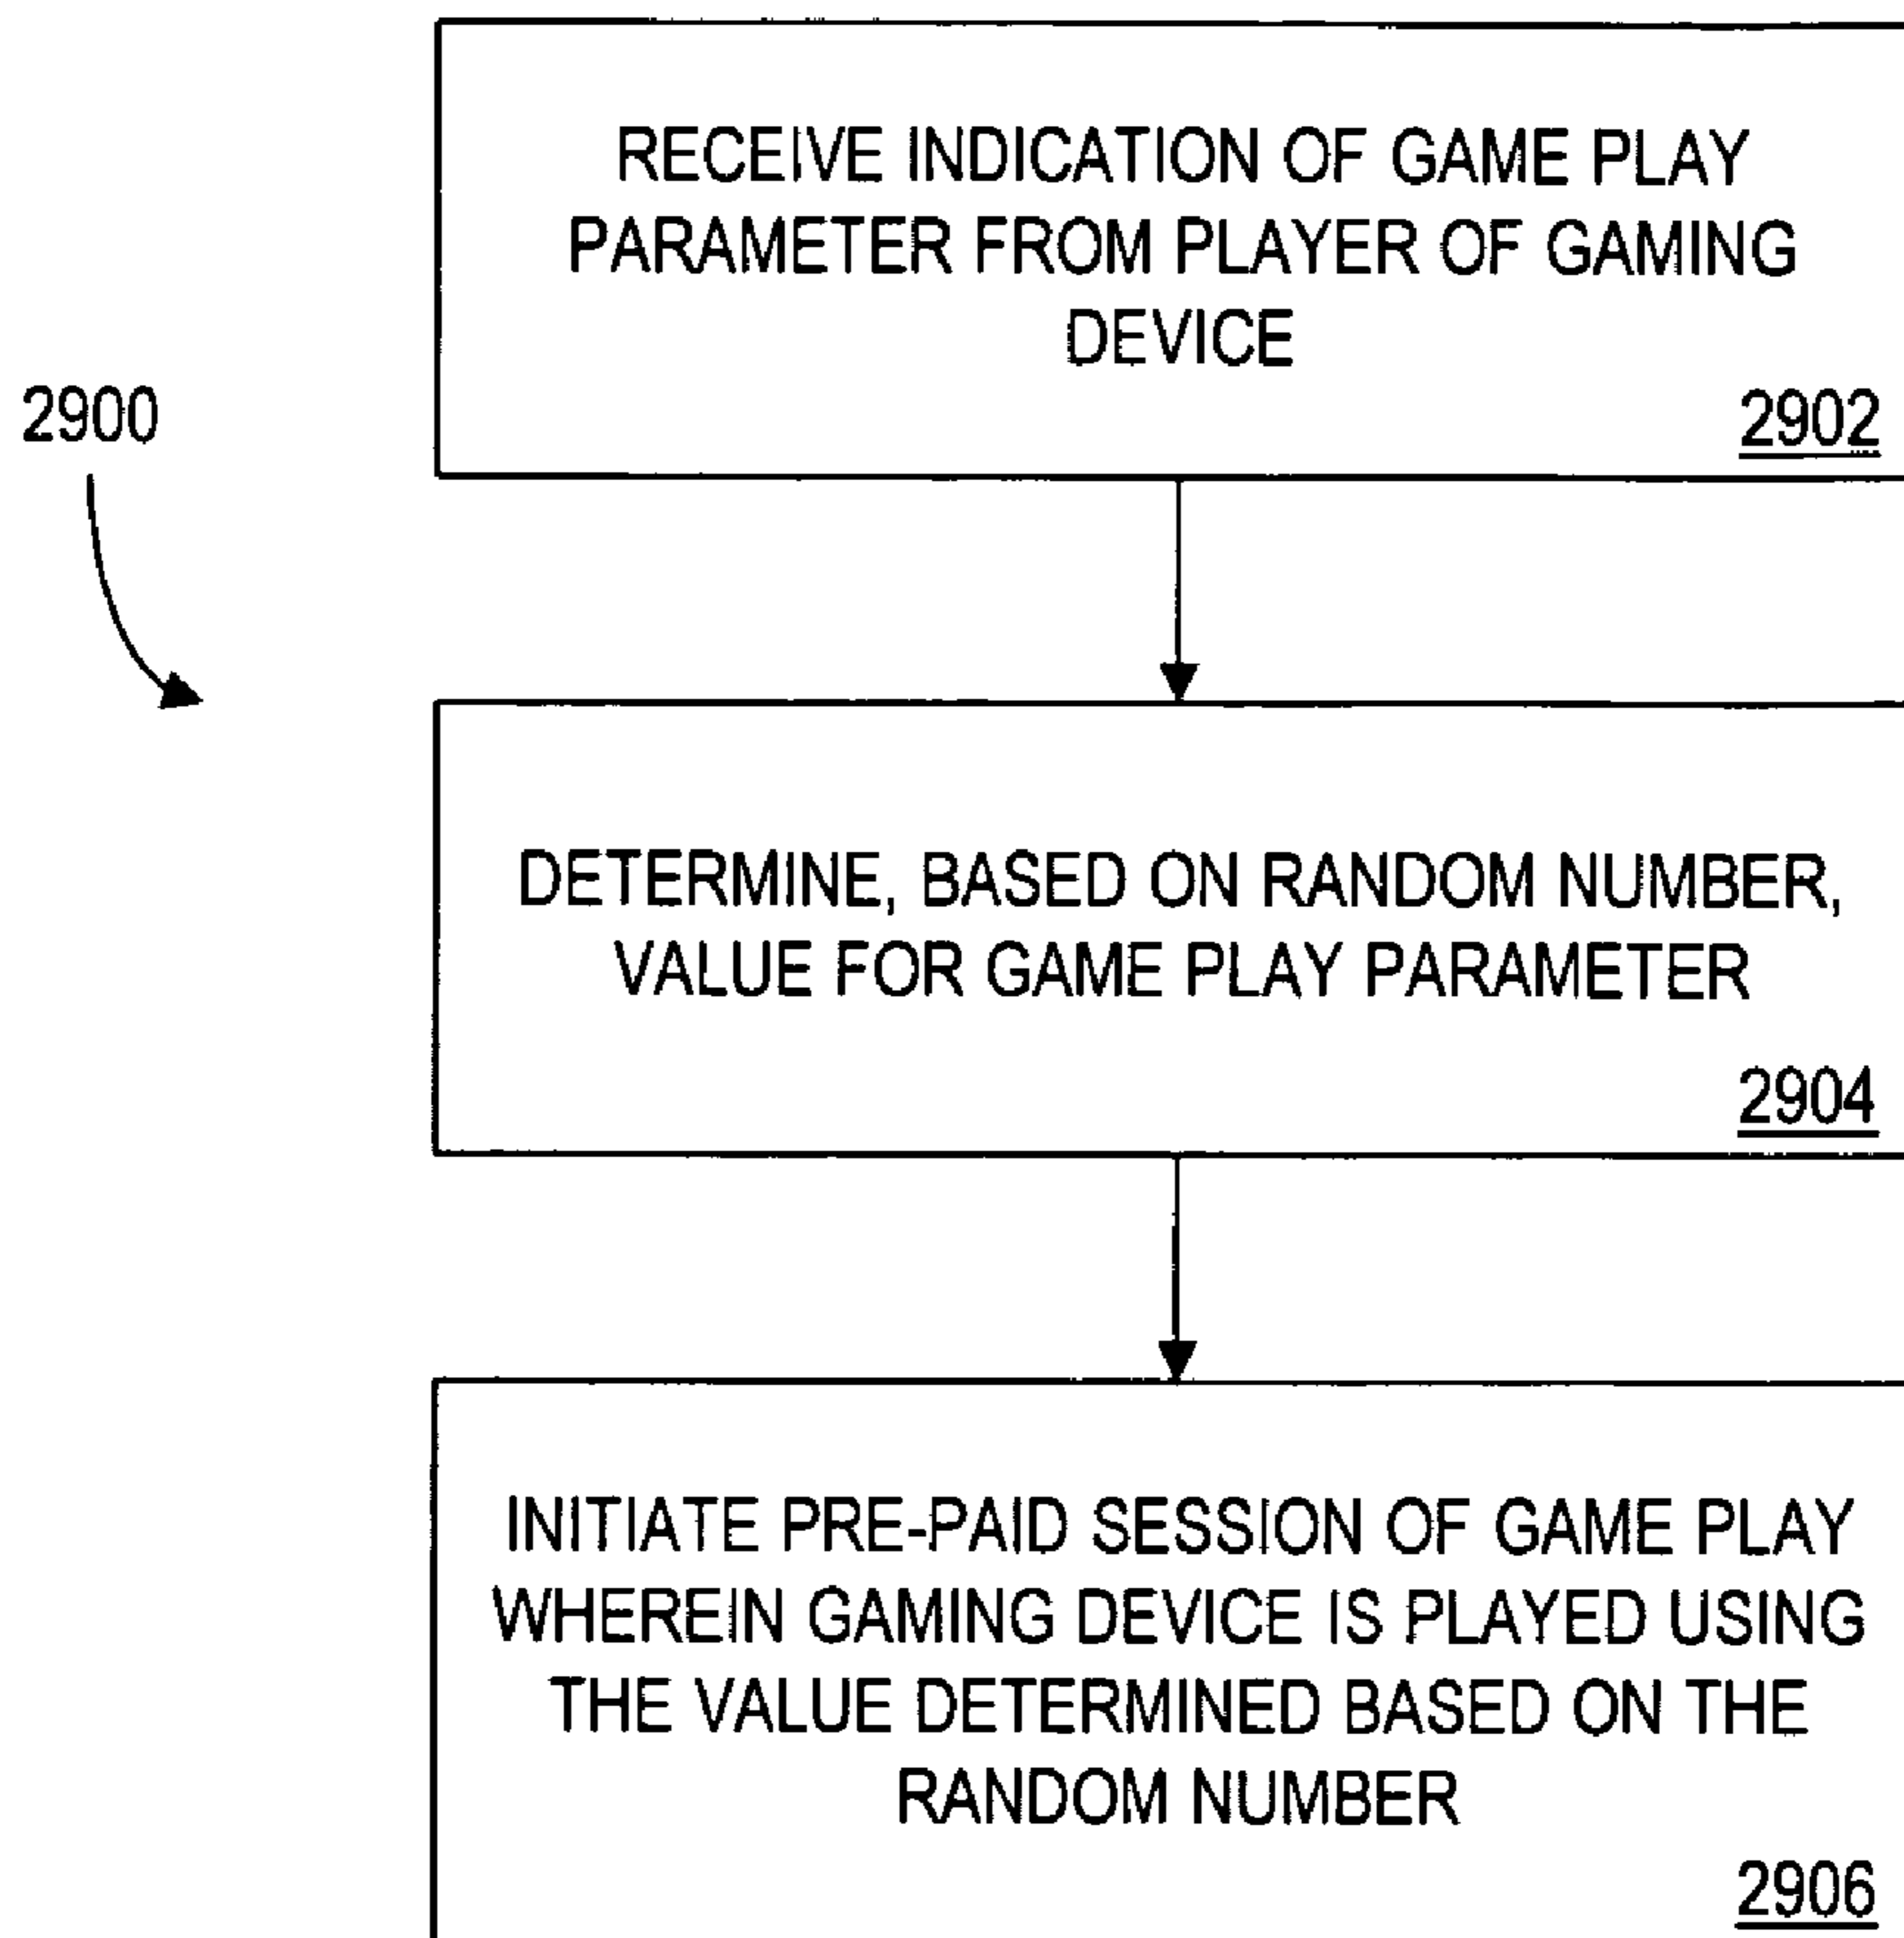 RECEIVE INDICATION OF GAME PLAY
PARAMETER FROM PLAYER OF GAMING
DEVICE
2902
2900
DETERMINE, BASED ON RANDOM NUMBER,
VALUE FOR GAME PLAY PARAMETER
2904
INITIATE PRE-PAID SESSION OF GAME PLAY
WHEREIN GAMING DEVICE IS PLAYED USING
THE VALUE DETERMINED BASED ON THE
RANDOM NUMBER
2906